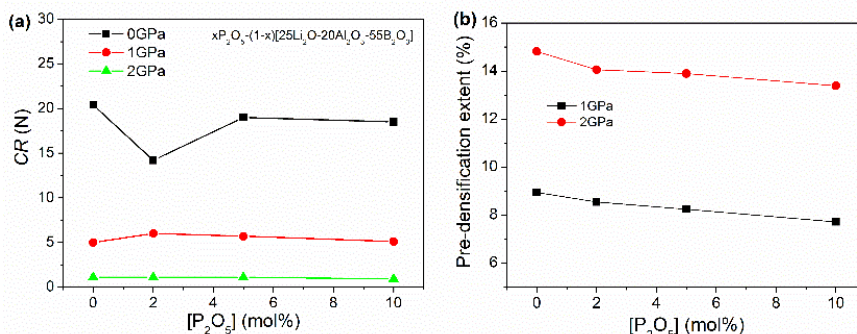 (a)
0GPa
1GPa
2GPa
xP₂O₅-(1-x)[25Li₂O-20Al₂O₃-55B₂O₃]
CR (N)
30
25
20
15
10
5
0
0 2 4 6 8 10
[P₂O₅] (mol%)
(b)
Pre-densification extent (%)
16
14
12
10
8
6
1GPa
2GPa
0 2 4 6 8 10
[P₂O₅] (mol%)